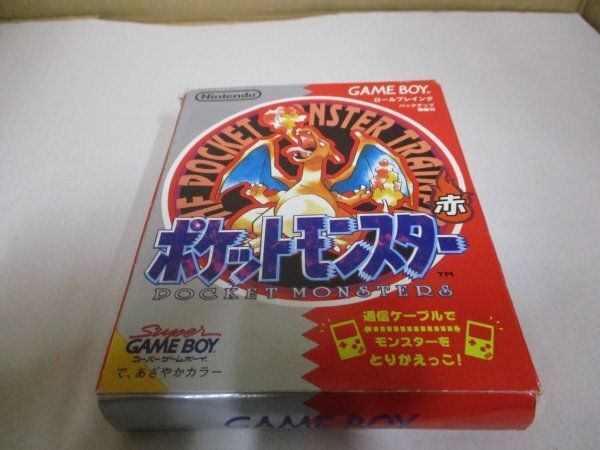 Nintendo
GAME BOY
ロールプレイング
バックアップ
機能付
THE POCKET MONSTER TRAINER
赤
ポケットモンスター
TM
POCKET MONSTERS
通信ケーブルで
モンスターを
とりかえっこ!
Super
GAME BOY
スーパーゲームボーイ
で、あざやかカラー
GAME BOY